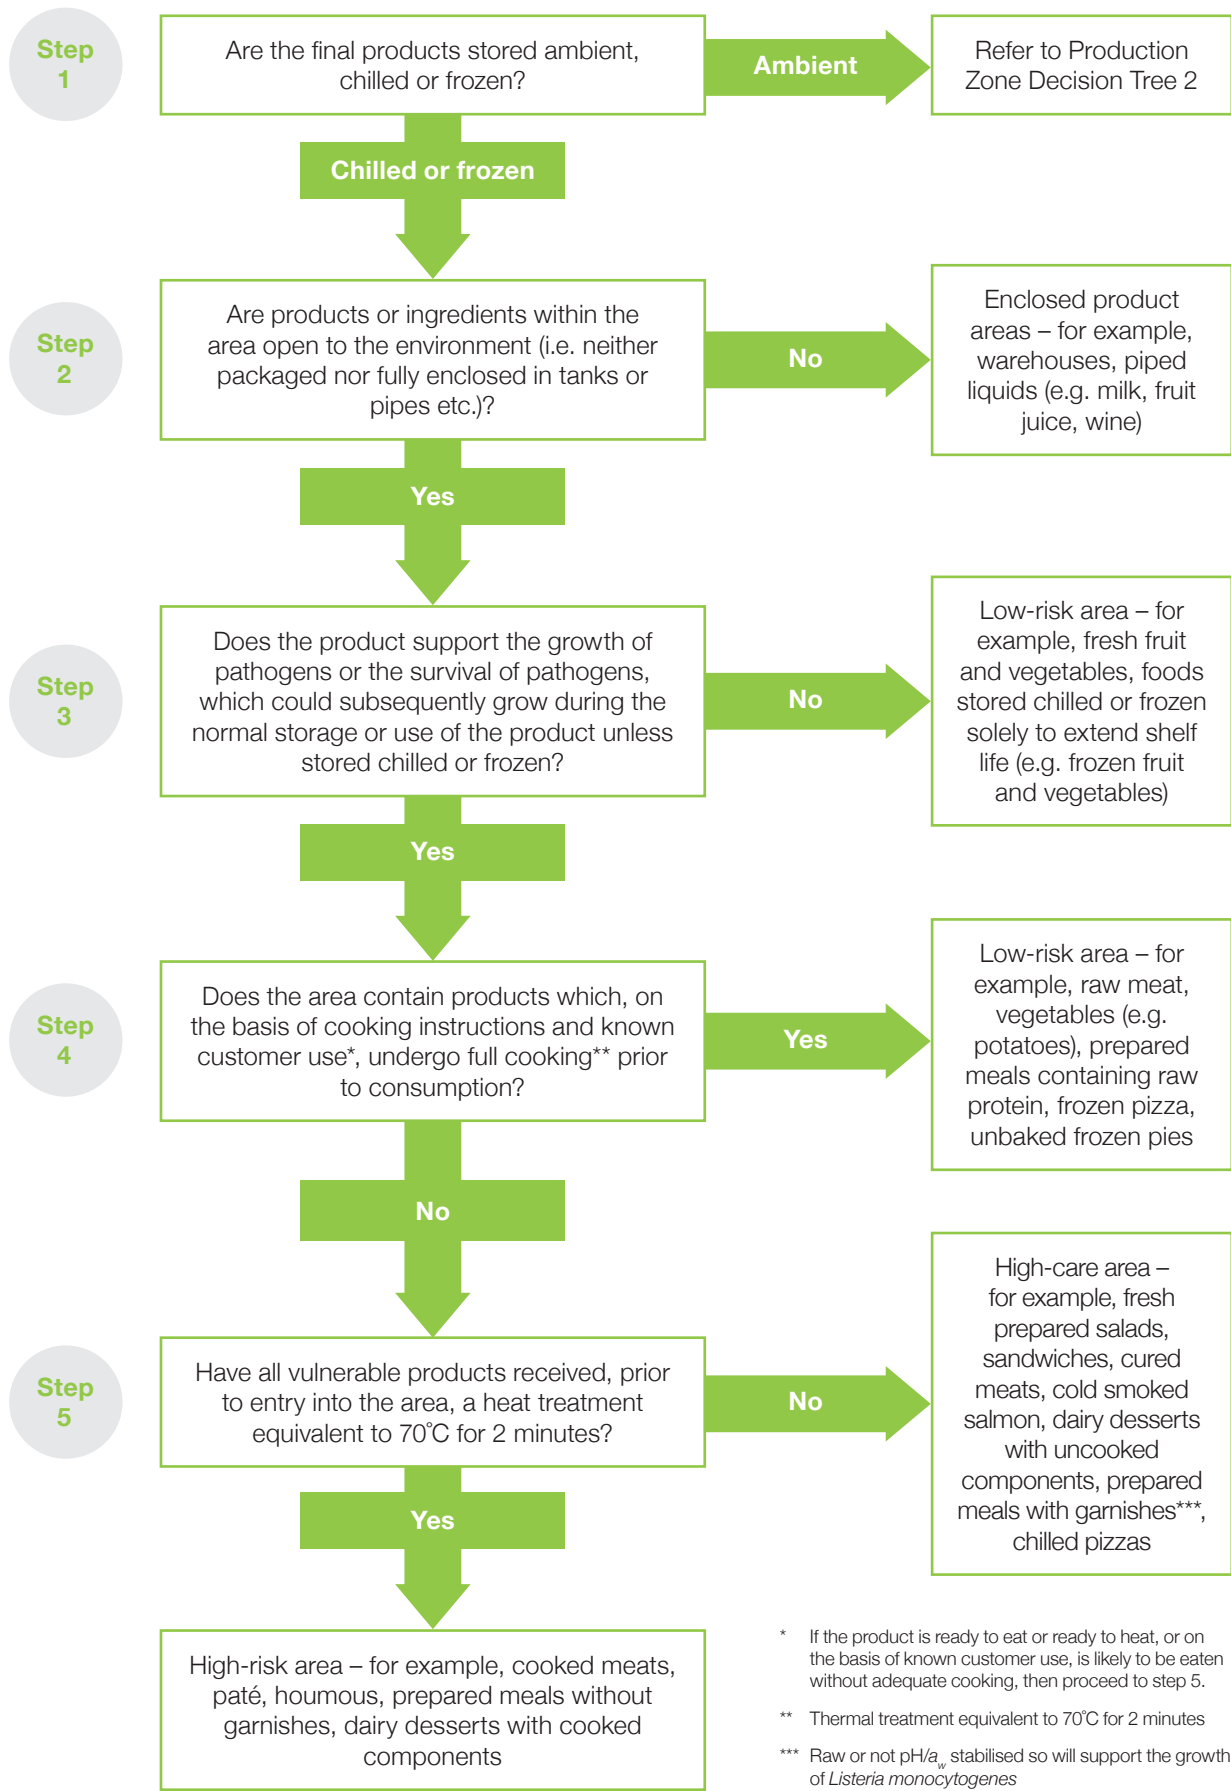 Step
1
Are the final products stored ambient,
chilled or frozen?
Ambient
Refer to Production
Zone Decision Tree 2
Chilled or frozen
Step
2
Are products or ingredients within the
area open to the environment (i.e. neither
packaged nor fully enclosed in tanks or
pipes etc.)?
No
Enclosed product
areas – for example,
warehouses, piped
liquids (e.g. milk, fruit
juice, wine)
Yes
Step
3
Does the product support the growth of
pathogens or the survival of pathogens,
which could subsequently grow during the
normal storage or use of the product unless
stored chilled or frozen?
No
Low-risk area – for
example, fresh fruit
and vegetables, foods
stored chilled or frozen
solely to extend shelf
life (e.g. frozen fruit
and vegetables)
Yes
Step
4
Does the area contain products which, on
the basis of cooking instructions and known
customer use*, undergo full cooking** prior
to consumption?
Yes
Low-risk area – for
example, raw meat,
vegetables (e.g.
potatoes), prepared
meals containing raw
protein, frozen pizza,
unbaked frozen pies
No
Step
5
Have all vulnerable products received, prior
to entry into the area, a heat treatment
equivalent to 70°C for 2 minutes?
No
High-care area –
for example, fresh
prepared salads,
sandwiches, cured
meats, cold smoked
salmon, dairy desserts
with uncooked
components, prepared
meals with garnishes***,
chilled pizzas
Yes
High-risk area – for example, cooked meats,
paté, houmous, prepared meals without
garnishes, dairy desserts with cooked
components
* If the product is ready to eat or ready to heat, or on
the basis of known customer use, is likely to be eaten
without adequate cooking, then proceed to step 5.
** Thermal treatment equivalent to 70°C for 2 minutes
*** Raw or not pH/aw stabilised so will support the growth
of Listeria monocytogenes